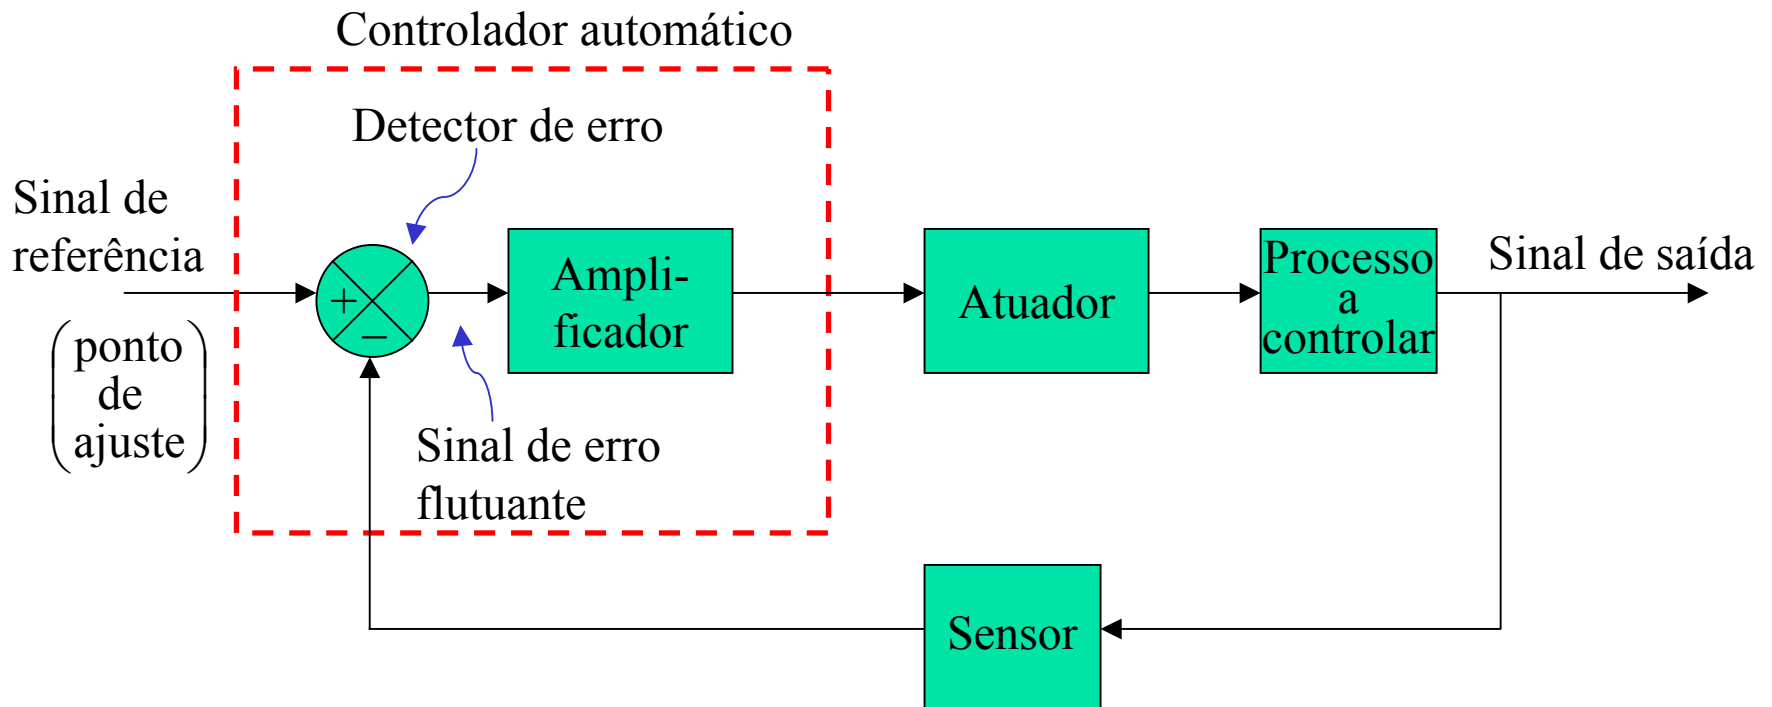 Controlador automático
Detector de erro
Sinal de
referência
ponto
de
ajuste
+
−
Ampli-
ficador
Sinal de erro
flutuante
Atuador
Processo
a
controlar
Sinal de saída
Sensor